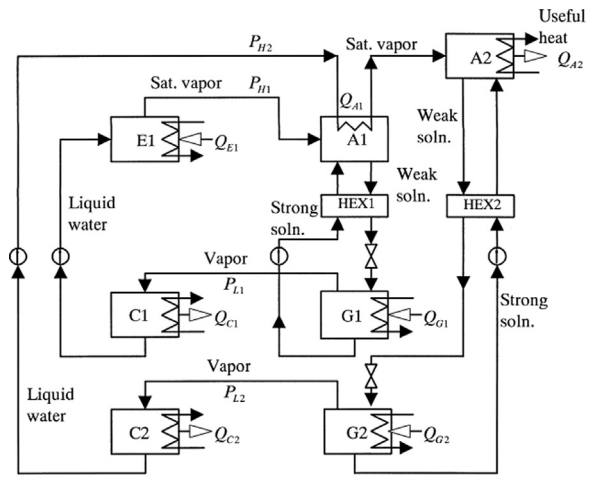 Useful
heat
P_H2
Sat. vapor
A2
Q_A2
Sat. vapor
P_H1
Q_A1
Weak
soln.
E1
Q_E1
A1
Weak
soln.
Liquid
water
HEX1
HEX2
Strong
soln.
Vapor
P_L1
Strong
soln.
C1
Q_C1
G1
Q_G1
Vapor
P_L2
Liquid
water
C2
Q_C2
G2
Q_G2